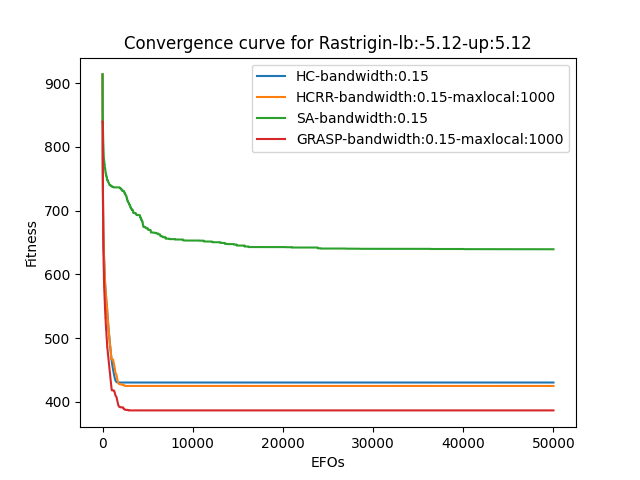 Convergence curve for Rastrigin-lb:-5.12-up:5.12
HC-bandwidth:0.15
HCRR-bandwidth:0.15-maxlocal:1000
SA-bandwidth:0.15
GRASP-bandwidth:0.15-maxlocal:1000
Fitness
900
800
700
600
500
400
0 10000 20000 30000 40000 50000
EFOs